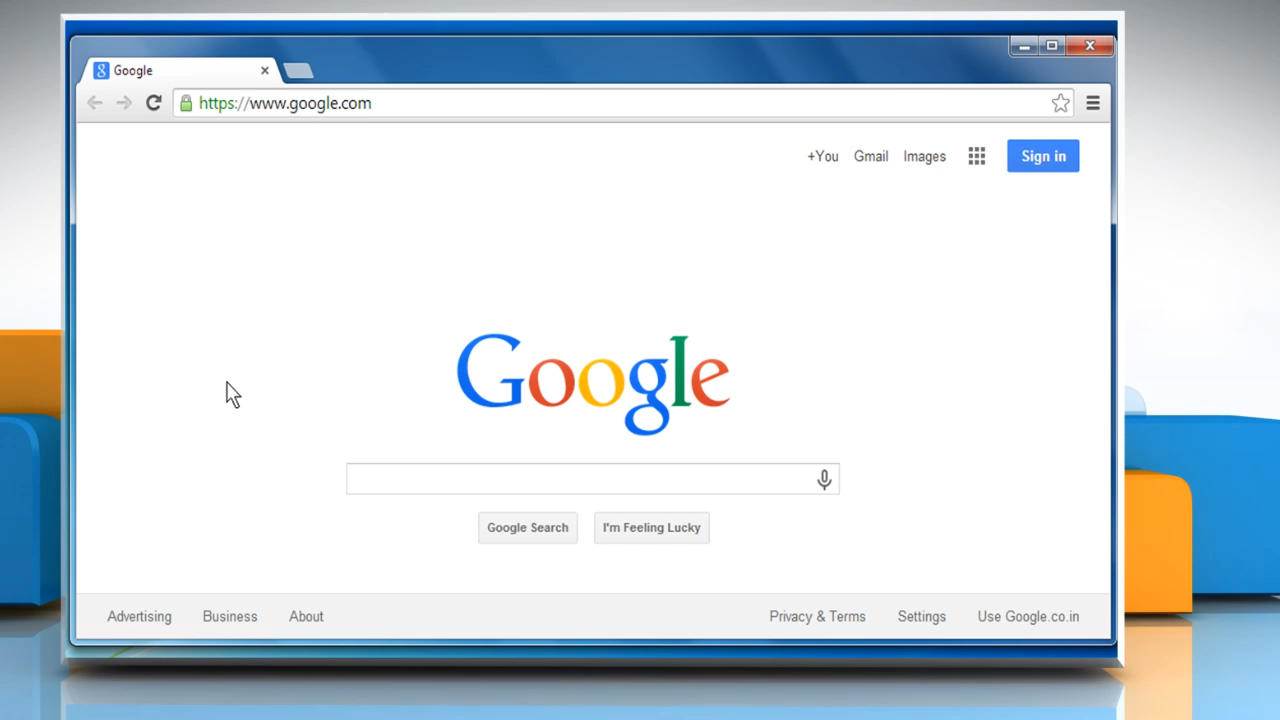 Google
https://www.google.com
+You Gmail Images Sign in
Google
Google Search I'm Feeling Lucky
Advertising Business About Privacy & Terms Settings Use Google.co.in